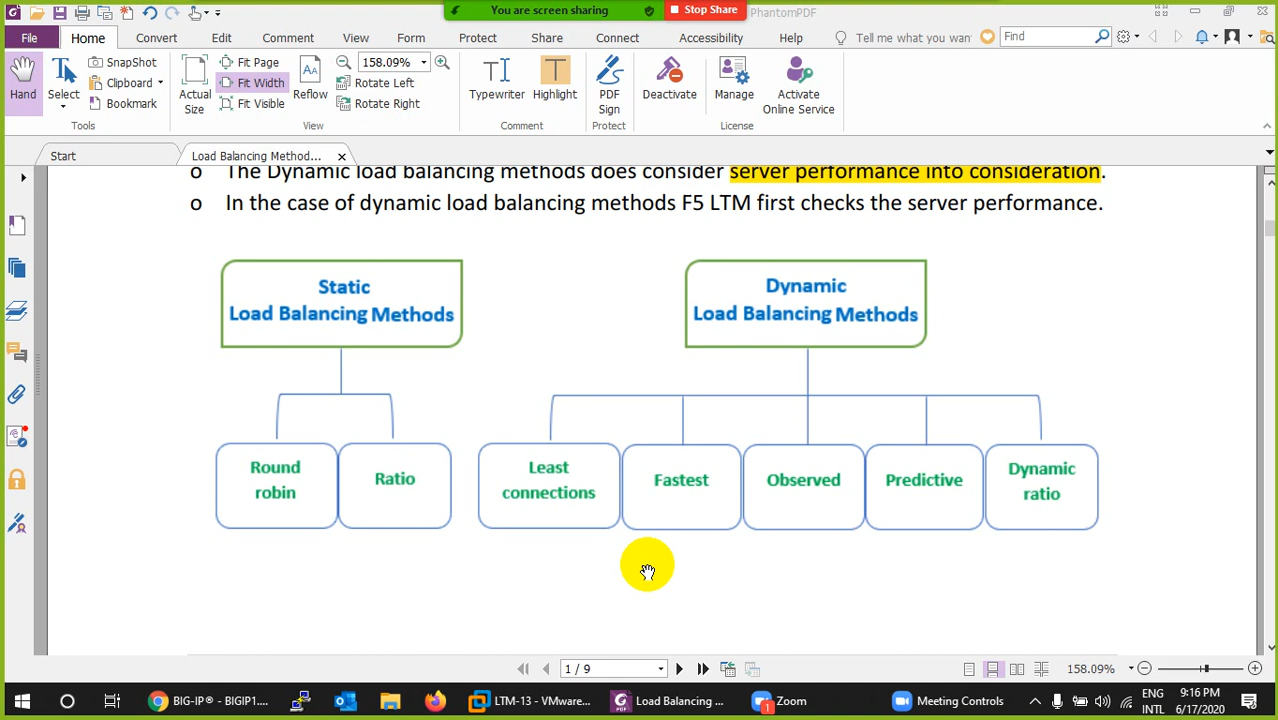 You are screen sharing
Stop Share
PhantomPDF
File
Home
Convert
Edit
Comment
View
Form
Protect
Share
Connect
Accessibility
Help
Tell me what you want
Find
Hand
Select
SnapShot
Clipboard
Bookmark
Tools
Actual
Size
Fit Page
Fit Width
Fit Visible
Reflow
158.09%
Rotate Left
Rotate Right
View
Typewriter
Highlight
Comment
PDF
Sign
Protect
Deactivate
Manage
Activate
Online Service
License
Start
Load Balancing Method...
o The Dynamic load balancing methods does consider server performance into consideration.
o In the case of dynamic load balancing methods F5 LTM first checks the server performance.
Static
Load Balancing Methods
Dynamic
Load Balancing Methods
Round
robin
Ratio
Least
connections
Fastest
Observed
Predictive
Dynamic
ratio
1 / 9
158.09%
BIG-IP® - BIGIP1....
LTM-13 - VMware...
Load Balancing ...
1
Zoom
Meeting Controls
ENG
INTL
9:16 PM
6/17/2020